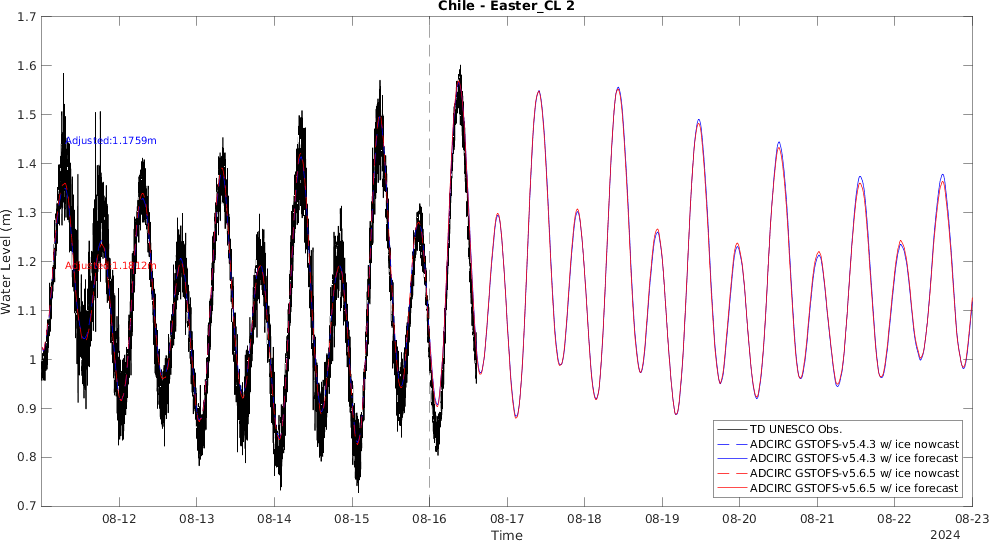 Chile - Easter_CL 2
1.7
1.6
1.5
1.4
1.3
1.2
1.1
1
0.9
0.8
0.7
Water Level (m)
Adjusted:1.1759m
Adjusted:1.1812m
08-12
08-13
08-14
08-15
08-16
08-17
08-18
08-19
08-20
08-21
08-22
08-23
Time
2024
TD UNESCO Obs.
ADCIRC GSTOFS-v5.4.3 w/ ice nowcast
ADCIRC GSTOFS-v5.4.3 w/ ice forecast
ADCIRC GSTOFS-v5.6.5 w/ ice nowcast
ADCIRC GSTOFS-v5.6.5 w/ ice forecast